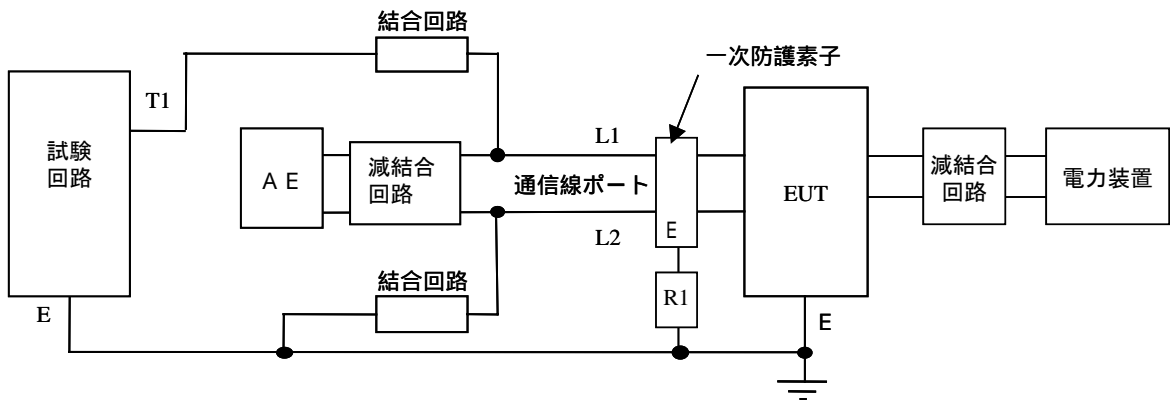 結合回路
一次防護素子
T1
試験
回路
L1
AE
減結合
回路
通信線ポート
EUT
減結合
回路
電力装置
E
L2
結合回路
R1
E
E